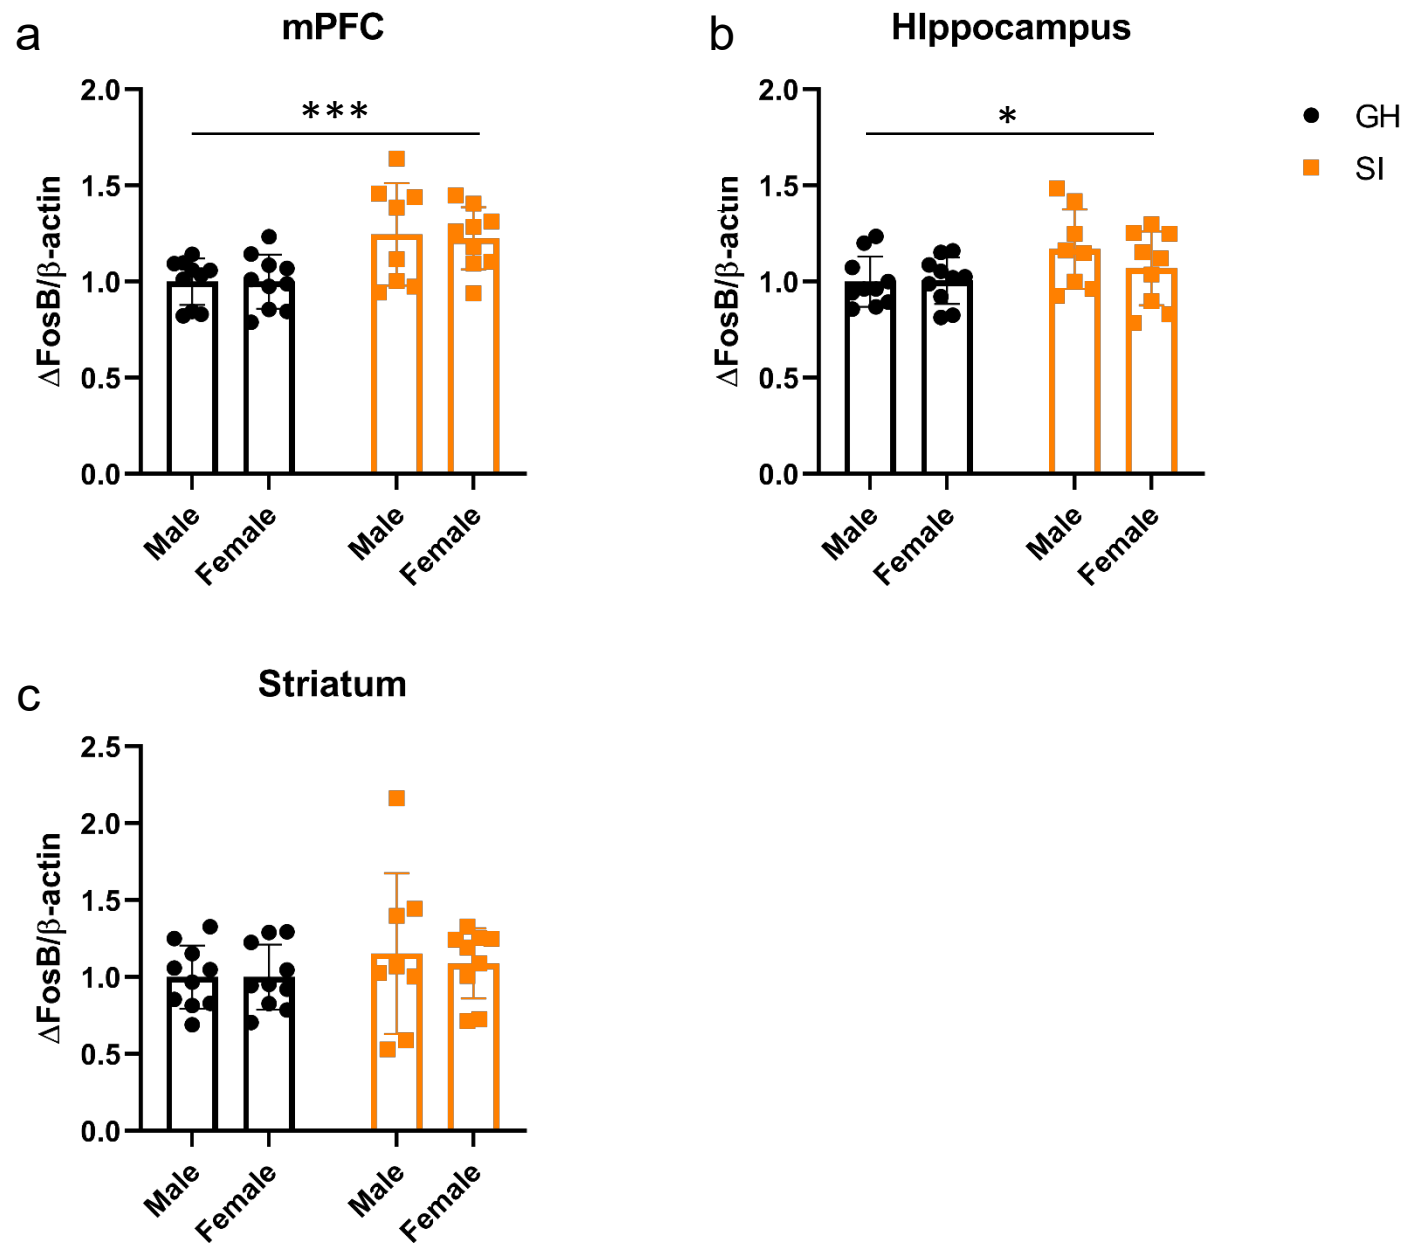 a
mPFC
ΔFosB/β-actin
2.0
1.5
1.0
0.5
0.0
***
Male
Female
Male
Female
b
HIppocampus
ΔFosB/β-actin
2.0
1.5
1.0
0.5
0.0
*
Male
Female
Male
Female
GH
SI
c
Striatum
ΔFosB/β-actin
2.5
2.0
1.5
1.0
0.5
0.0
Male
Female
Male
Female